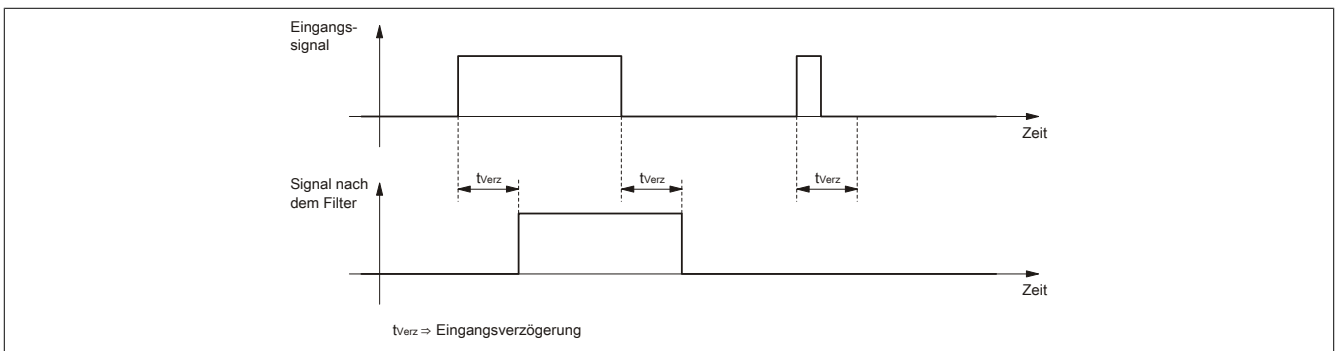 Eingangs-
signal
Zeit
Signal nach
dem Filter
tVerz
tVerz
tVerz
Zeit
tVerz ⇒ Eingangsverzögerung